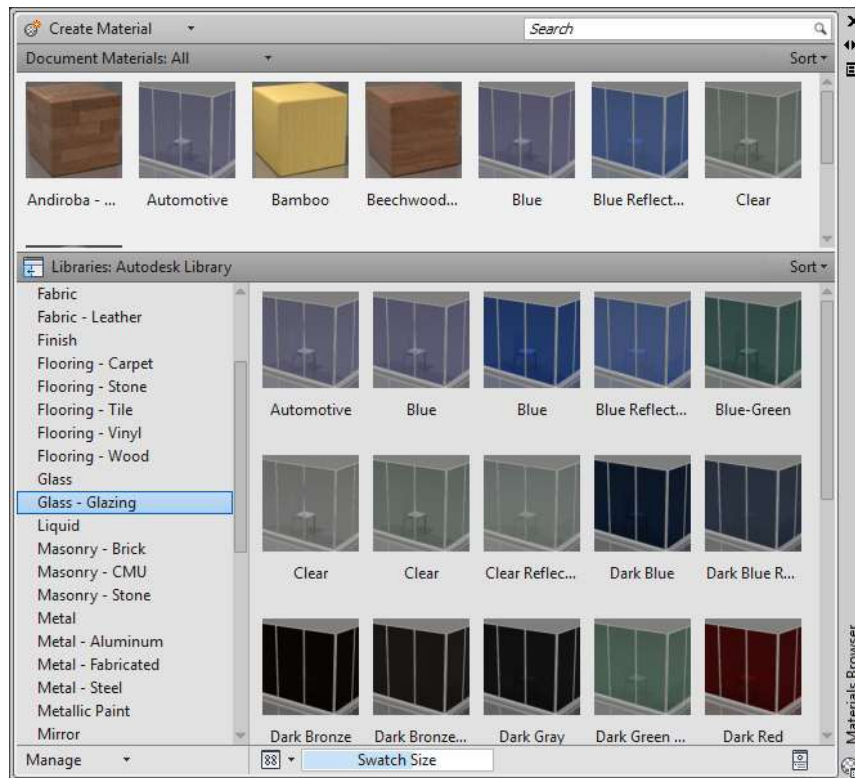 Create Material
Search
Document Materials: All
Sort
Andiroba - ...
Automotive
Bamboo
Beechwood...
Blue
Blue Reflect...
Clear
Libraries: Autodesk Library
Sort
Fabric
Fabric - Leather
Finish
Flooring - Carpet
Flooring - Stone
Flooring - Tile
Flooring - Vinyl
Flooring - Wood
Glass
Glass - Glazing
Liquid
Masonry - Brick
Masonry - CMU
Masonry - Stone
Metal
Metal - Aluminum
Metal - Fabricated
Metal - Steel
Metallic Paint
Mirror
Automotive
Blue
Blue
Blue Reflect...
Blue-Green
Clear
Clear
Clear Reflec...
Dark Blue
Dark Blue R...
Dark Bronze
Dark Bronze...
Dark Gray
Dark Green ...
Dark Red
Manage
Swatch Size
Materials Browser